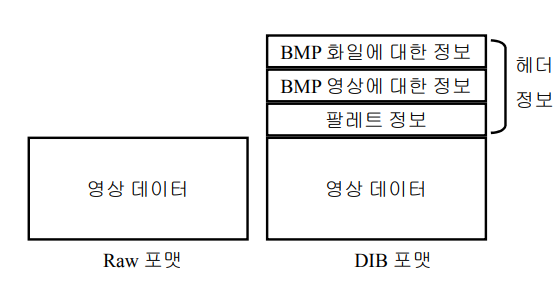 BMP 화일에 대한 정보
BMP 영상에 대한 정보
팔레트 정보
헤더
정보
영상 데이터
영상 데이터
Raw 포맷
DIB 포맷